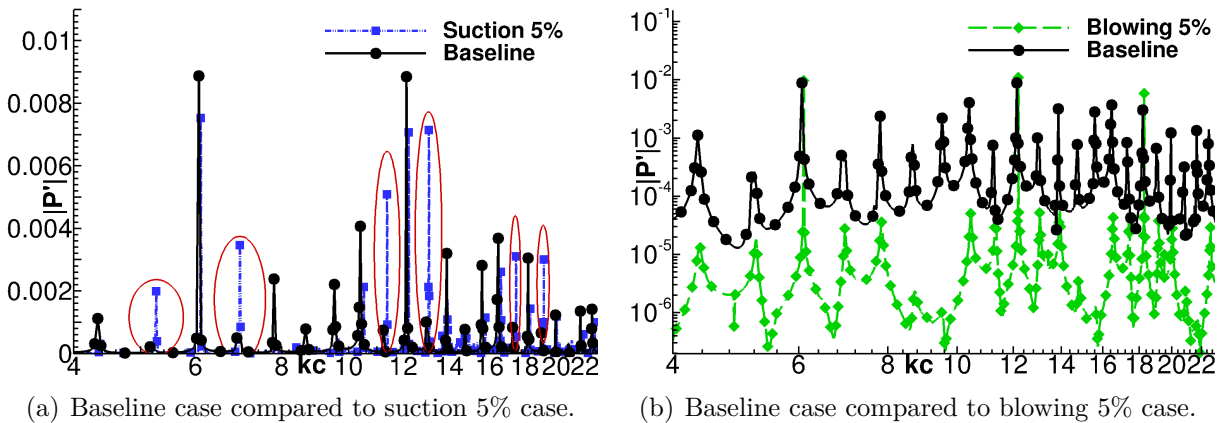 0.01
0.008
0.006
0.004
0.002
0
|P'|
Suction 5%
Baseline
4 6 8 kc 10 12 14 16 18 20 22
(a) Baseline case compared to suction 5% case.
10-1
10-2
10-3
10-4
10-5
10-6
|P'|
Blowing 5%
Baseline
4 6 8 kc 10 12 14 16 18 20 22
(b) Baseline case compared to blowing 5% case.